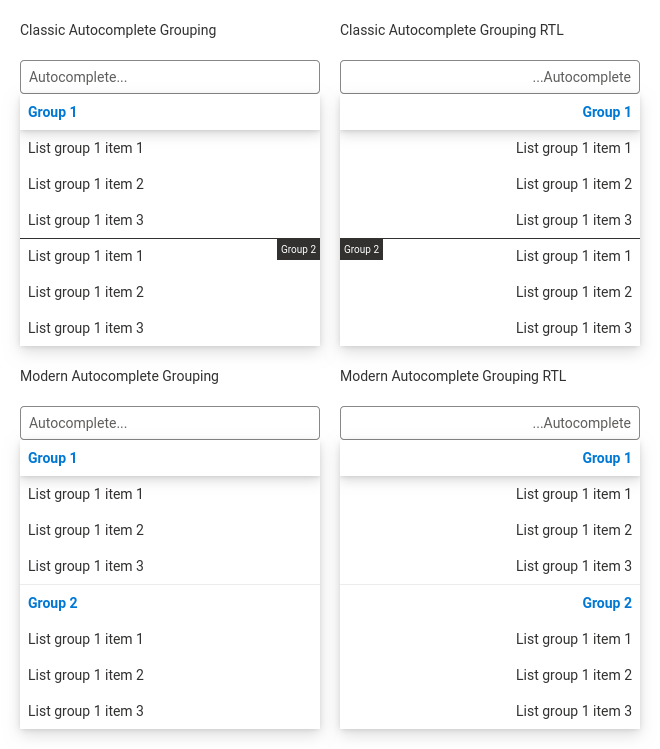 Classic Autocomplete Grouping
Autocomplete...
Group 1
List group 1 item 1
List group 1 item 2
List group 1 item 3
Group 2
List group 1 item 1
List group 1 item 2
List group 1 item 3
Classic Autocomplete Grouping RTL
...Autocomplete
Group 1
List group 1 item 1
List group 1 item 2
List group 1 item 3
Group 2
List group 1 item 1
List group 1 item 2
List group 1 item 3
Modern Autocomplete Grouping
Autocomplete...
Group 1
List group 1 item 1
List group 1 item 2
List group 1 item 3
Group 2
List group 1 item 1
List group 1 item 2
List group 1 item 3
Modern Autocomplete Grouping RTL
...Autocomplete
Group 1
List group 1 item 1
List group 1 item 2
List group 1 item 3
Group 2
List group 1 item 1
List group 1 item 2
List group 1 item 3